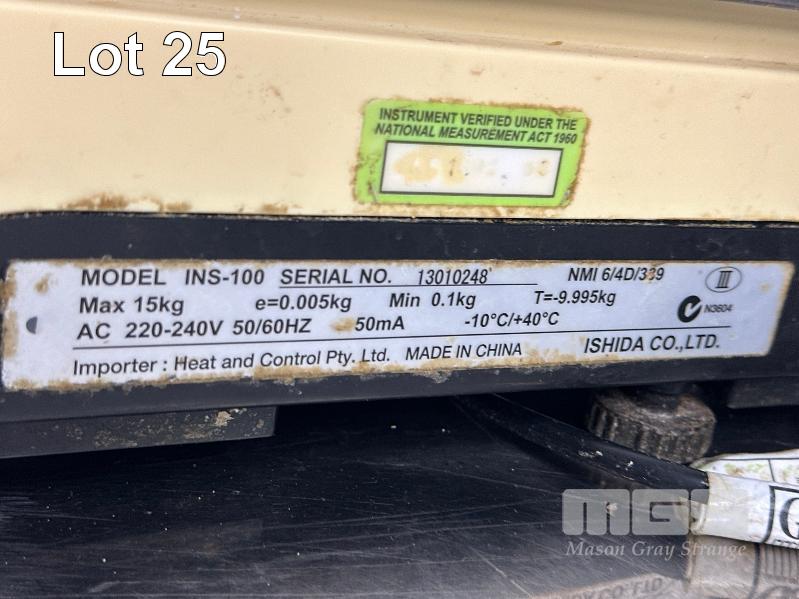 Lot 25
INSTRUMENT VERIFIED UNDER THE
NATIONAL MEASUREMENT ACT 1960
MODEL INS-100 SERIAL NO. 13010248 NMI 6/4D/339 III
Max 15kg e=0.005kg Min 0.1kg T=-9.995kg
N3604
AC 220-240V 50/60HZ 50mA -10°C/+40°C
Importer : Heat and Control Pty. Ltd. MADE IN CHINA ISHIDA CO.,LTD.
MGS
Mason Gray Strange